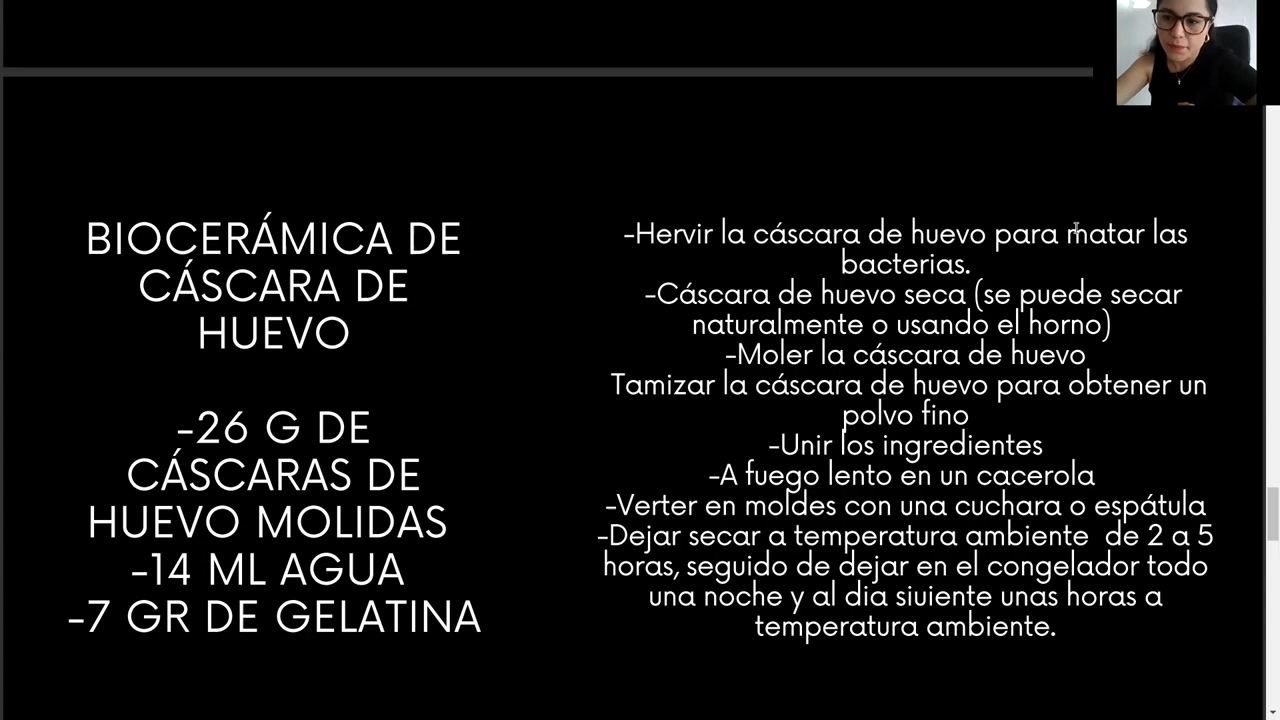 BIOCERÁMICA DE
CÁSCARA DE
HUEVO
-26 G DE
CÁSCARAS DE
HUEVO MOLIDAS
-14 ML AGUA
-7 GR DE GELATINA
-Hervir la cáscara de huevo para matar las
bacterias.
-Cáscara de huevo seca (se puede secar
naturalmente o usando el horno)
-Moler la cáscara de huevo
Tamizar la cáscara de huevo para obtener un
polvo fino
-Unir los ingredientes
-A fuego lento en un cacerola
-Verter en moldes con una cuchara o espátula
-Dejar secar a temperatura ambiente de 2 a 5
horas, seguido de dejar en el congelador todo
una noche y al dia siuiente unas horas a
temperatura ambiente.